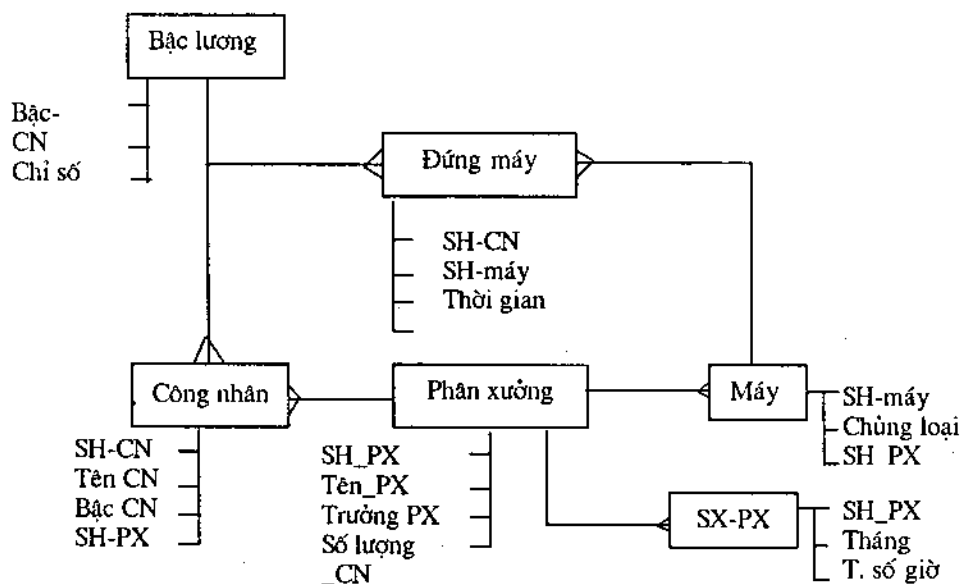 Bậc lương
Bậc-
CN
Chỉ số
Đứng máy
SH-CN
SH-máy
Thời gian
Công nhân
SH-CN
Tên CN
Bậc CN
SH-PX
Phân xưởng
SH_PX
Tên_PX
Trưởng PX
Số lượng
_CN
Máy
SH-máy
Chủng loại
SH PX
SX-PX
SH_PX
Tháng
T. số giờ